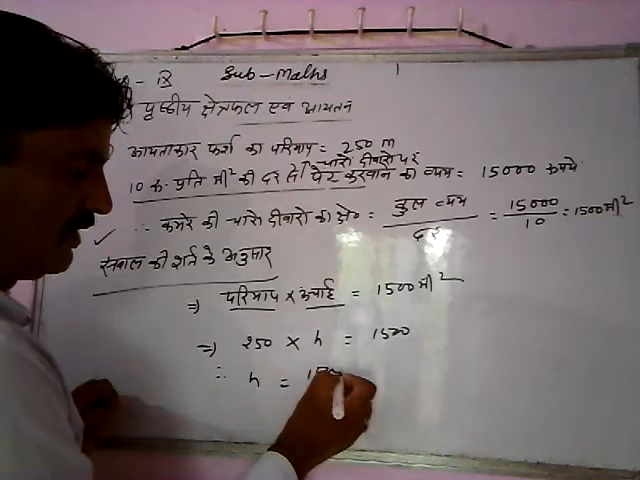 - IX Sub-Maths
पृष्ठीय क्षेत्रफल एवं आयतन
आयताकार फर्श का परिमाप = 250 m
चारो दीवारो पर
10 रू. प्रति मी² की दर से पेंट करवाने का व्यय = 15000 रूपये
∴ कमरे की चारो दीवारो का क्षे० = कुल व्यय / दर = 15000 / 10 = 1500 मी²
सवाल की शर्त के अनुसार
⇒ परिमाप × ऊंचाई = 1500 मी²
⇒ 250 × h = 1500
∴ h =